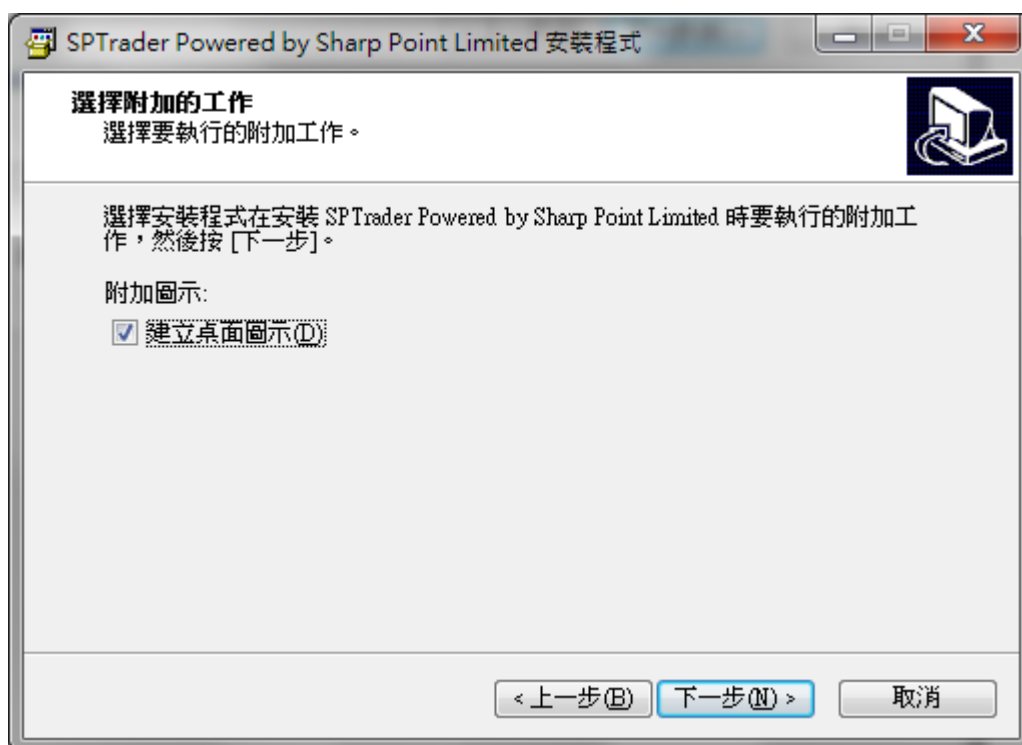 SPTrader Powered by Sharp Point Limited 安裝程式
選擇附加的工作
選擇要執行的附加工作。
選擇安裝程式在安裝 SPTrader Powered by Sharp Point Limited 時要執行的附加工
作，然後按 [下一步]。
附加圖示:
建立桌面圖示(D)
< 上一步(B) 下一步(N) > 取消